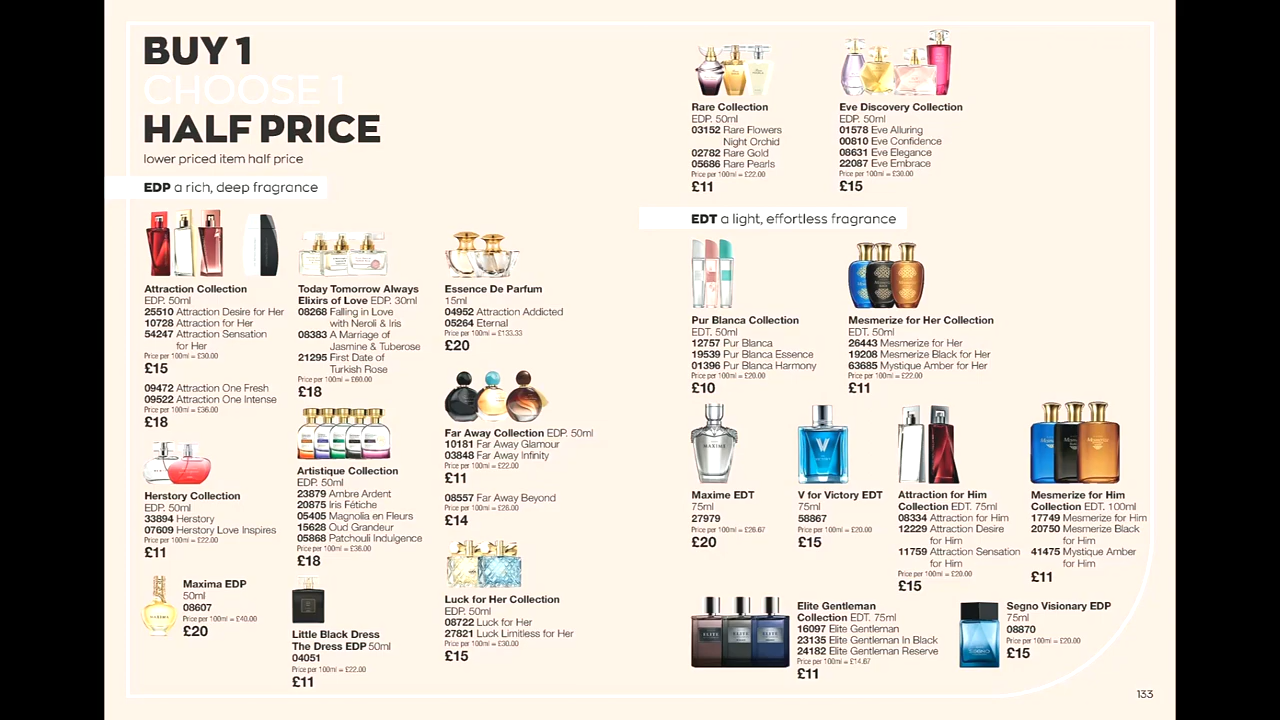 BUY 1
CHOOSE 1
HALF PRICE
lower priced item half price
EDP a rich, deep fragrance
Attraction Collection
EDP. 50ml
25510 Attraction Desire for Her
10728 Attraction for Her
54247 Attraction Sensation
for Her
Price per 100ml = £30.00
£15
09472 Attraction One Fresh
09522 Attraction One Intense
Price per 100ml = £36.00
£18
Herstory Collection
EDP. 50ml
33894 Herstory
07609 Herstory Love Inspires
Price per 100ml = £22.00
£11
Maxima EDP
50ml
08607
Price per 100ml = £40.00
£20
Today Tomorrow Always
Elixirs of Love EDP. 30ml
08268 Falling in Love
with Neroli & Iris
08383 A Marriage of
Jasmine & Tuberose
21295 First Date of
Turkish Rose
Price per 100ml = £60.00
£18
Artistique Collection
EDP. 50ml
23879 Ambre Ardent
20875 Iris Fétiche
05405 Magnolia en Fleurs
15628 Oud Grandeur
05868 Patchouli Indulgence
Price per 100ml = £36.00
£18
Little Black Dress
The Dress EDP 50ml
04051
Price per 100ml = £22.00
£11
Essence De Parfum
15ml
04952 Attraction Addicted
05264 Eternal
Price per 100ml = £133.33
£20
Far Away Collection EDP. 50ml
10181 Far Away Glamour
03848 Far Away Infinity
Price per 100ml = £22.00
£11
08557 Far Away Beyond
Price per 100ml = £28.00
£14
Luck for Her Collection
EDP. 50ml
08722 Luck for Her
27821 Luck Limitless for Her
Price per 100ml = £30.00
£15
Rare Collection
EDP. 50ml
03152 Rare Flowers
Night Orchid
02782 Rare Gold
05686 Rare Pearls
Price per 100ml = £22.00
£11
Eve Discovery Collection
EDP. 50ml
01578 Eve Alluring
00810 Eve Confidence
08631 Eve Elegance
22087 Eve Embrace
Price per 100ml = £30.00
£15
EDT a light, effortless fragrance
Pur Blanca Collection
EDT. 50ml
12757 Pur Blanca
19539 Pur Blanca Essence
01396 Pur Blanca Harmony
Price per 100ml = £20.00
£10
Mesmerize for Her Collection
EDT. 50ml
26443 Mesmerize for Her
19208 Mesmerize Black for Her
63685 Mystique Amber for Her
Price per 100ml = £22.00
£11
MAXIME
Maxime EDT
75ml
27979
Price per 100ml = £26.67
£20
V for Victory EDT
75ml
58867
Price per 100ml = £20.00
£15
Attraction for Him
Collection EDT. 75ml
08334 Attraction for Him
12229 Attraction Desire
for Him
11759 Attraction Sensation
for Him
Price per 100ml = £20.00
£15
Mesmerize for Him
Collection EDT. 100ml
17749 Mesmerize for Him
20750 Mesmerize Black
for Him
41475 Mystique Amber
for Him
£11
ELITE
ELITE
ELITE
Elite Gentleman
Collection EDT. 75ml
16097 Elite Gentleman
23135 Elite Gentleman In Black
24182 Elite Gentleman Reserve
Price per 100ml = £14.67
£11
SEGNO
Segno Visionary EDP
75ml
08870
Price per 100ml = £20.00
£15
133